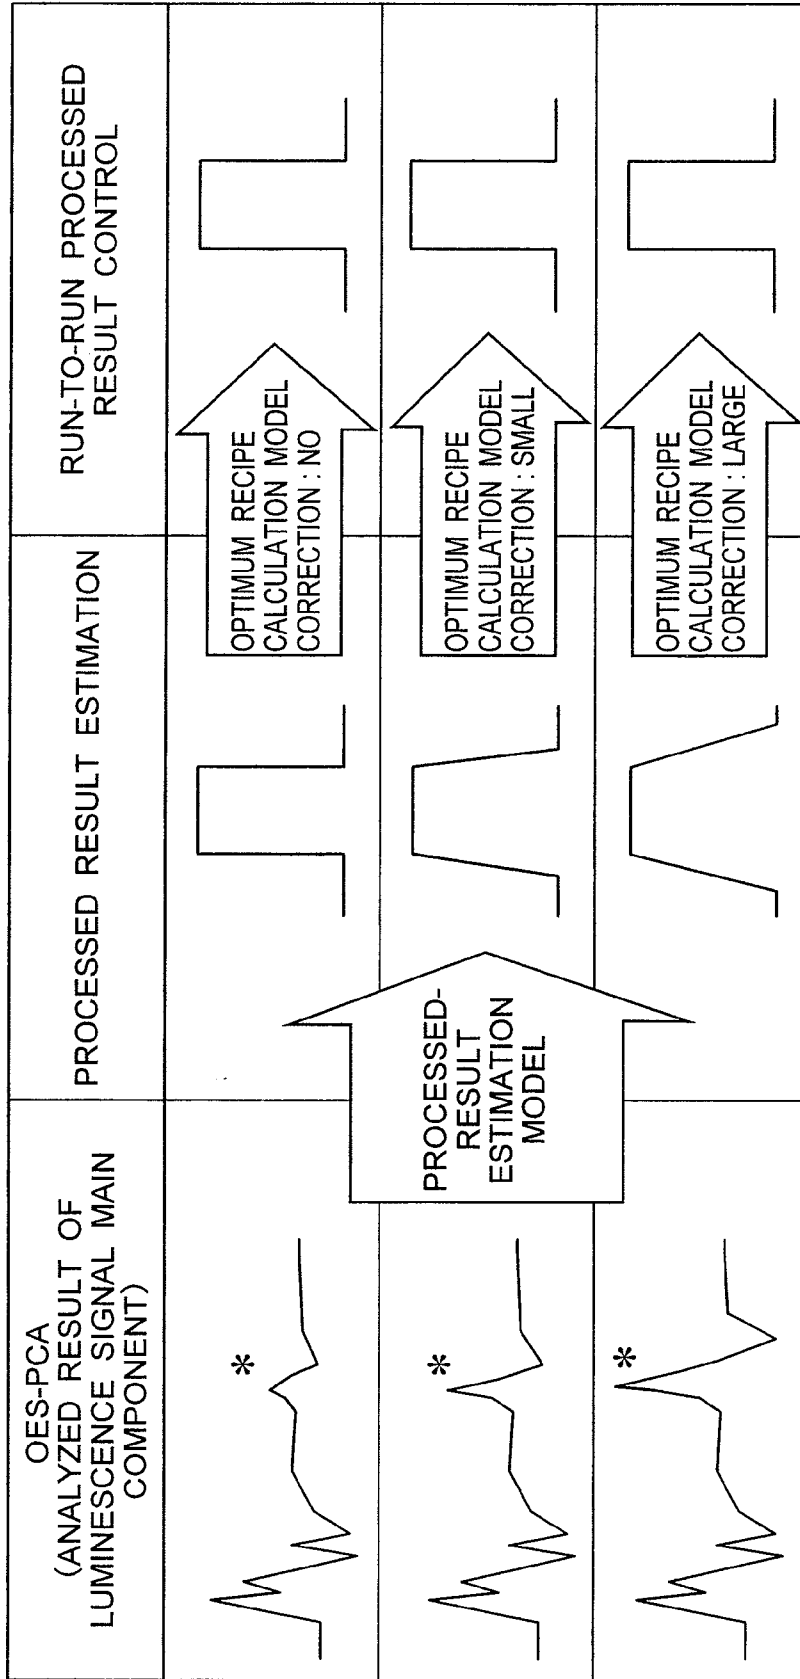 OES-PCA
(ANALYZED RESULT OF
LUMINESCENCE SIGNAL MAIN
COMPONENT)
PROCESSED RESULT ESTIMATION
RUN-TO-RUN PROCESSED
RESULT CONTROL
*
OPTIMUM RECIPE
CALCULATION MODEL
CORRECTION : NO
*
PROCESSED-
RESULT
ESTIMATION
MODEL
OPTIMUM RECIPE
CALCULATION MODEL
CORRECTION : SMALL
*
OPTIMUM RECIPE
CALCULATION MODEL
CORRECTION : LARGE